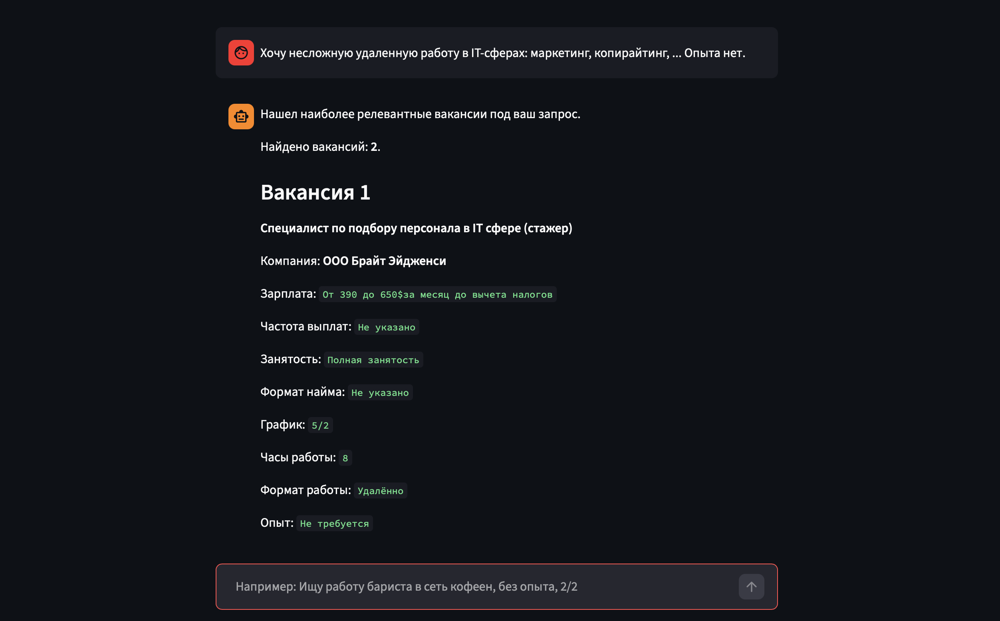 Хочу несложную удаленную работу в IT-сферах: маркетинг, копирайтинг, ... Опыта нет.
Нашел наиболее релевантные вакансии под ваш запрос.
Найдено вакансий: 2.
Вакансия 1
Специалист по подбору персонала в IT сфере (стажер)
Компания: ООО Брайт Эйдженси
Зарплата: От 390 до 650$за месяц до вычета налогов
Частота выплат: Не указано
Занятость: Полная занятость
Формат найма: Не указано
График: 5/2
Часы работы: 8
Формат работы: Удалённо
Опыт: Не требуется
Например: Ищу работу бариста в сеть кофеен, без опыта, 2/2